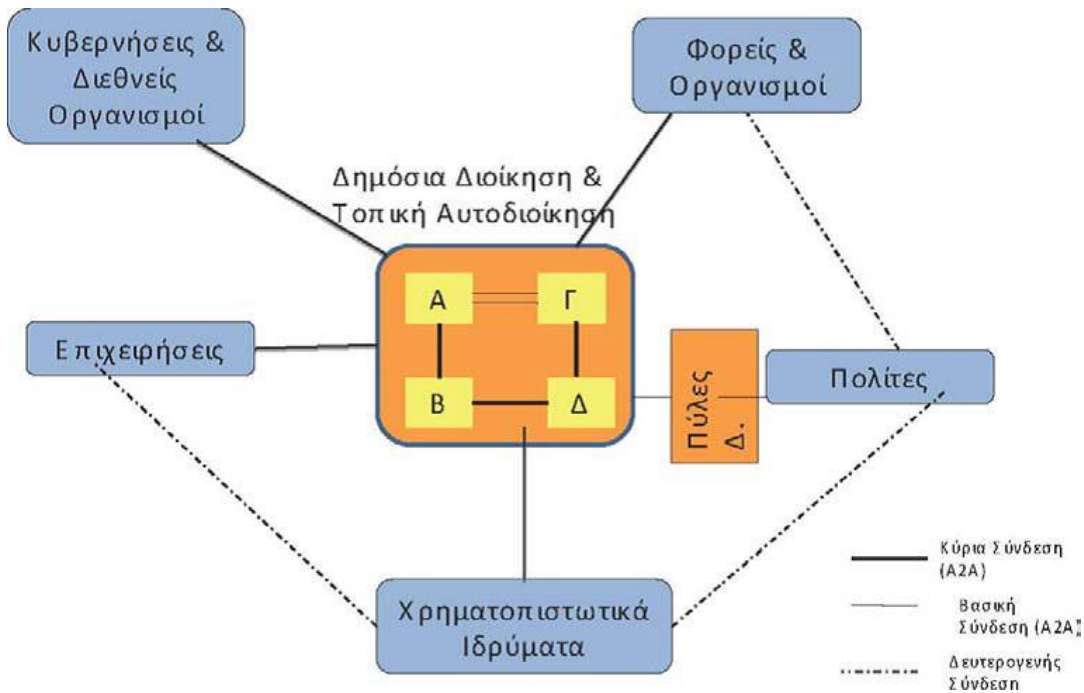 Κυβερνήσεις &
Διεθνείς
Οργανισμοί
Φορείς &
Οργανισμοί
Δημόσια Διοίκηση &
Τοπική Αυτοδιοίκηση
Α
Γ
Β
Δ
Επιχειρήσεις
Πύλες
Δ.
Πολίτες
Χρηματοπιστωτικά
Ιδρύματα
Κύρια Σύνδεση
(Α2Α)
Βασική
Σύνδεση (Α2Α)
Δευτερογενής
Σύνδεση